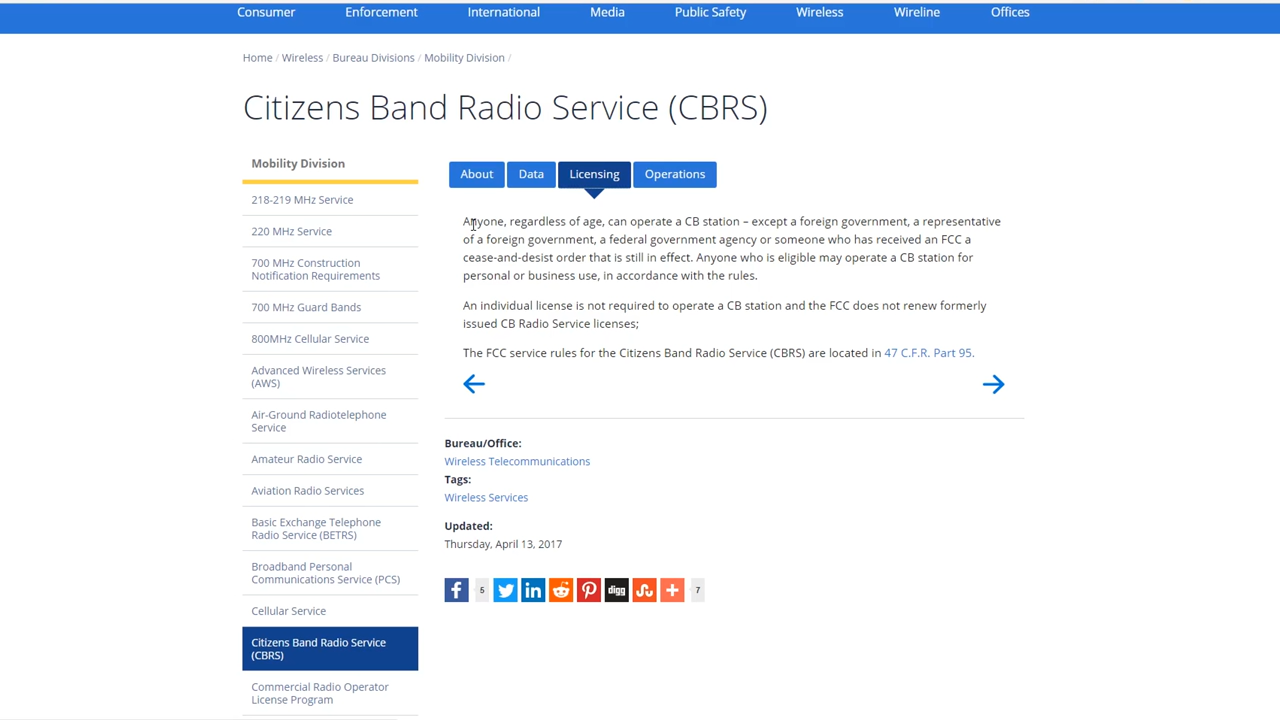 Consumer Enforcement International Media Public Safety Wireless Wireline Offices
Home / Wireless / Bureau Divisions / Mobility Division /
Citizens Band Radio Service (CBRS)
Mobility Division
218-219 MHz Service
220 MHz Service
700 MHz Construction
Notification Requirements
700 MHz Guard Bands
800MHz Cellular Service
Advanced Wireless Services
(AWS)
Air-Ground Radiotelephone
Service
Amateur Radio Service
Aviation Radio Services
Basic Exchange Telephone
Radio Service (BETRS)
Broadband Personal
Communications Service (PCS)
Cellular Service
Citizens Band Radio Service
(CBRS)
Commercial Radio Operator
License Program
About Data Licensing Operations
Anyone, regardless of age, can operate a CB station – except a foreign government, a representative
of a foreign government, a federal government agency or someone who has received an FCC a
cease-and-desist order that is still in effect. Anyone who is eligible may operate a CB station for
personal or business use, in accordance with the rules.
An individual license is not required to operate a CB station and the FCC does not renew formerly
issued CB Radio Service licenses;
The FCC service rules for the Citizens Band Radio Service (CBRS) are located in 47 C.F.R. Part 95.
Bureau/Office:
Wireless Telecommunications
Tags:
Wireless Services
Updated:
Thursday, April 13, 2017
5 digg 7